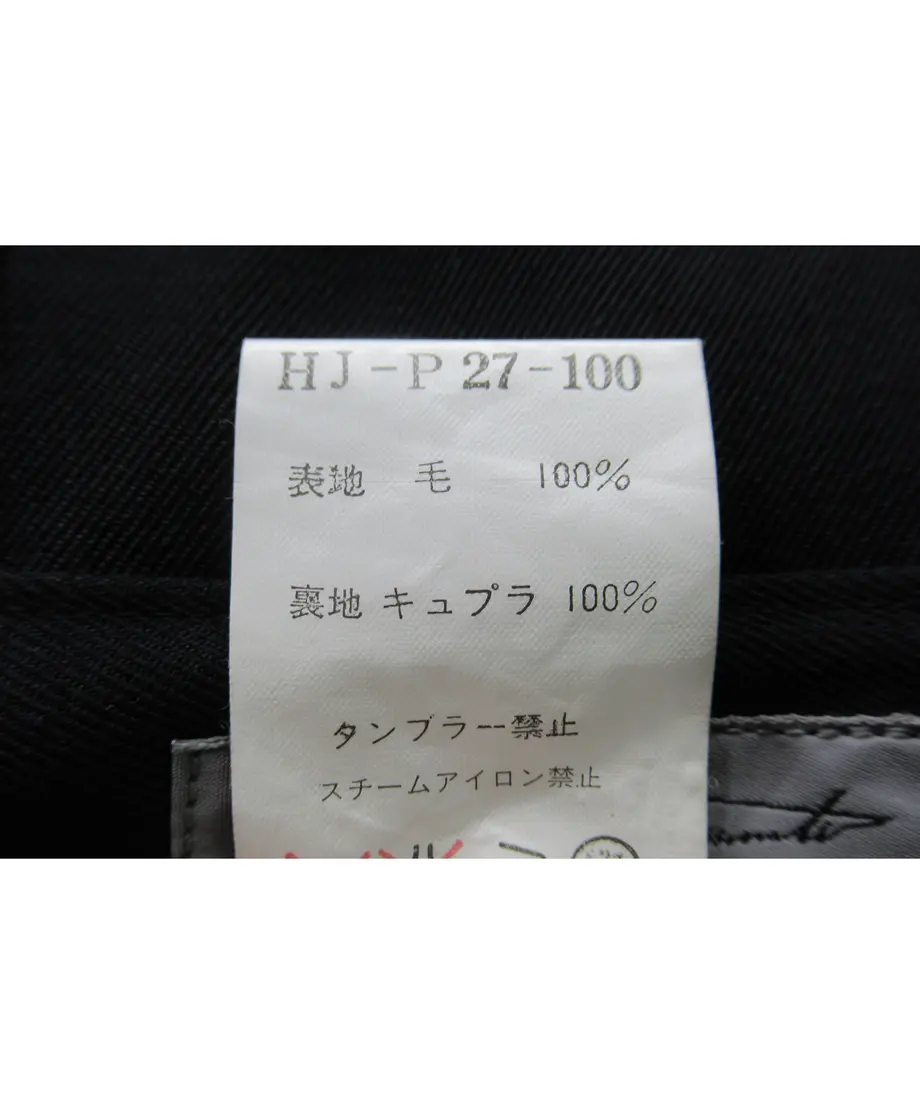 HJ-P 27-100
表地 毛 100%
裏地 キュプラ 100%
タンブラー禁止
スチームアイロン禁止